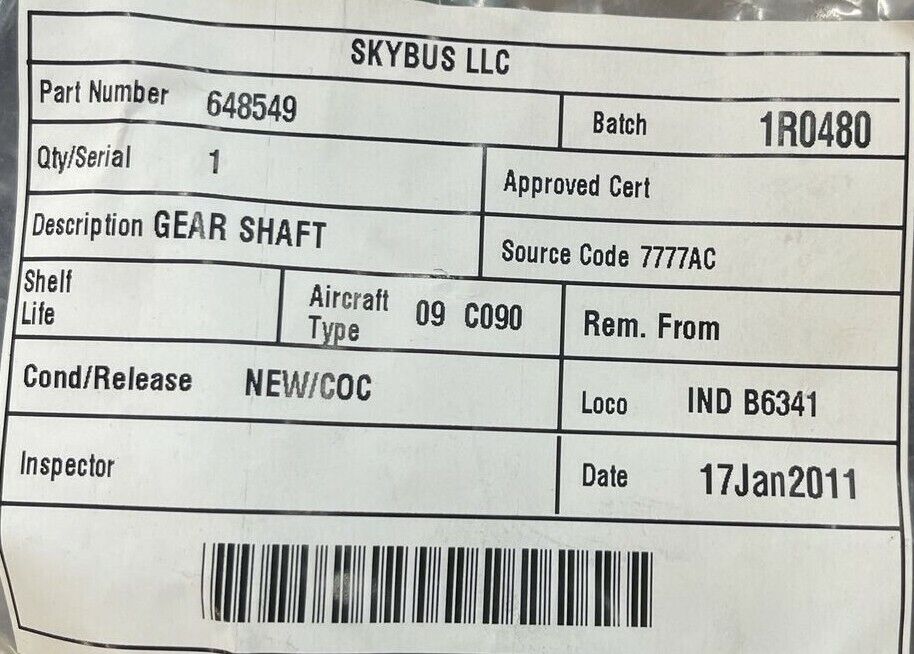 SKYBUS LLC
Part Number 648549
Batch 1R0480
Qty/Serial 1
Approved Cert
Description GEAR SHAFT
Source Code 7777AC
Shelf
Life
Aircraft
Type
09 C090
Rem. From
Cond/Release NEW/COC
Loco IND B6341
Inspector
Date 17Jan2011